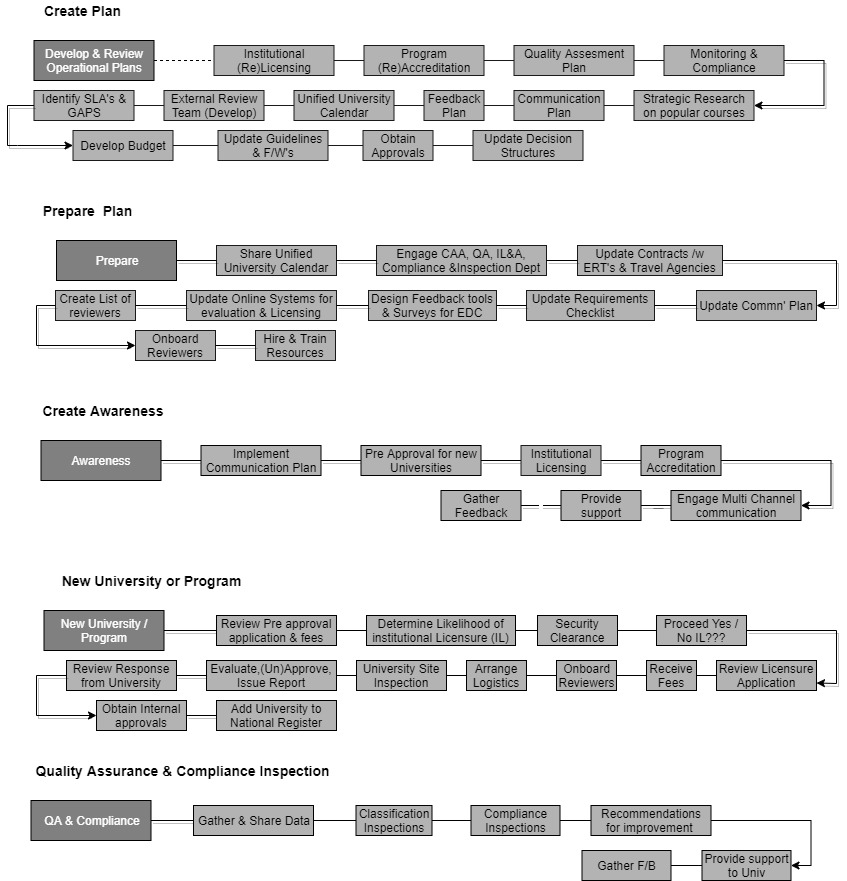 Create Plan
Develop & Review
Operational Plans
Institutional
(Re)Licensing
Program
(Re)Accreditation
Quality Assesment
Plan
Monitoring &
Compliance
Identify SLA's &
GAPS
External Review
Team (Develop)
Unified University
Calendar
Feedback
Plan
Communication
Plan
Strategic Research
on popular courses
Develop Budget
Update Guidelines
& F/W's
Obtain
Approvals
Update Decision
Structures
Prepare Plan
Prepare
Share Unified
University Calendar
Engage CAA, QA, IL&A,
Compliance &Inspection Dept
Update Contracts /w
ERT's & Travel Agencies
Create List of
reviewers
Update Online Systems for
evaluation & Licensing
Design Feedback tools
& Surveys for EDC
Update Requirements
Checklist
Update Commn' Plan
Onboard
Reviewers
Hire & Train
Resources
Create Awareness
Awareness
Implement
Communication Plan
Pre Approval for new
Universities
Institutional
Licensing
Program
Accreditation
Gather
Feedback
Provide
support
Engage Multi Channel
communication
New University or Program
New University /
Program
Review Pre approval
application & fees
Determine Likelihood of
institutional Licensure (IL)
Security
Clearance
Proceed Yes /
No IL???
Review Response
from University
Evaluate,(Un)Approve,
Issue Report
University Site
Inspection
Arrange
Logistics
Onboard
Reviewers
Receive
Fees
Review Licensure
Application
Obtain Internal
approvals
Add University to
National Register
Quality Assurance & Compliance Inspection
QA & Compliance
Gather & Share Data
Classification
Inspections
Compliance
Inspections
Recommendations
for improvement
Gather F/B
Provide support
to Univ